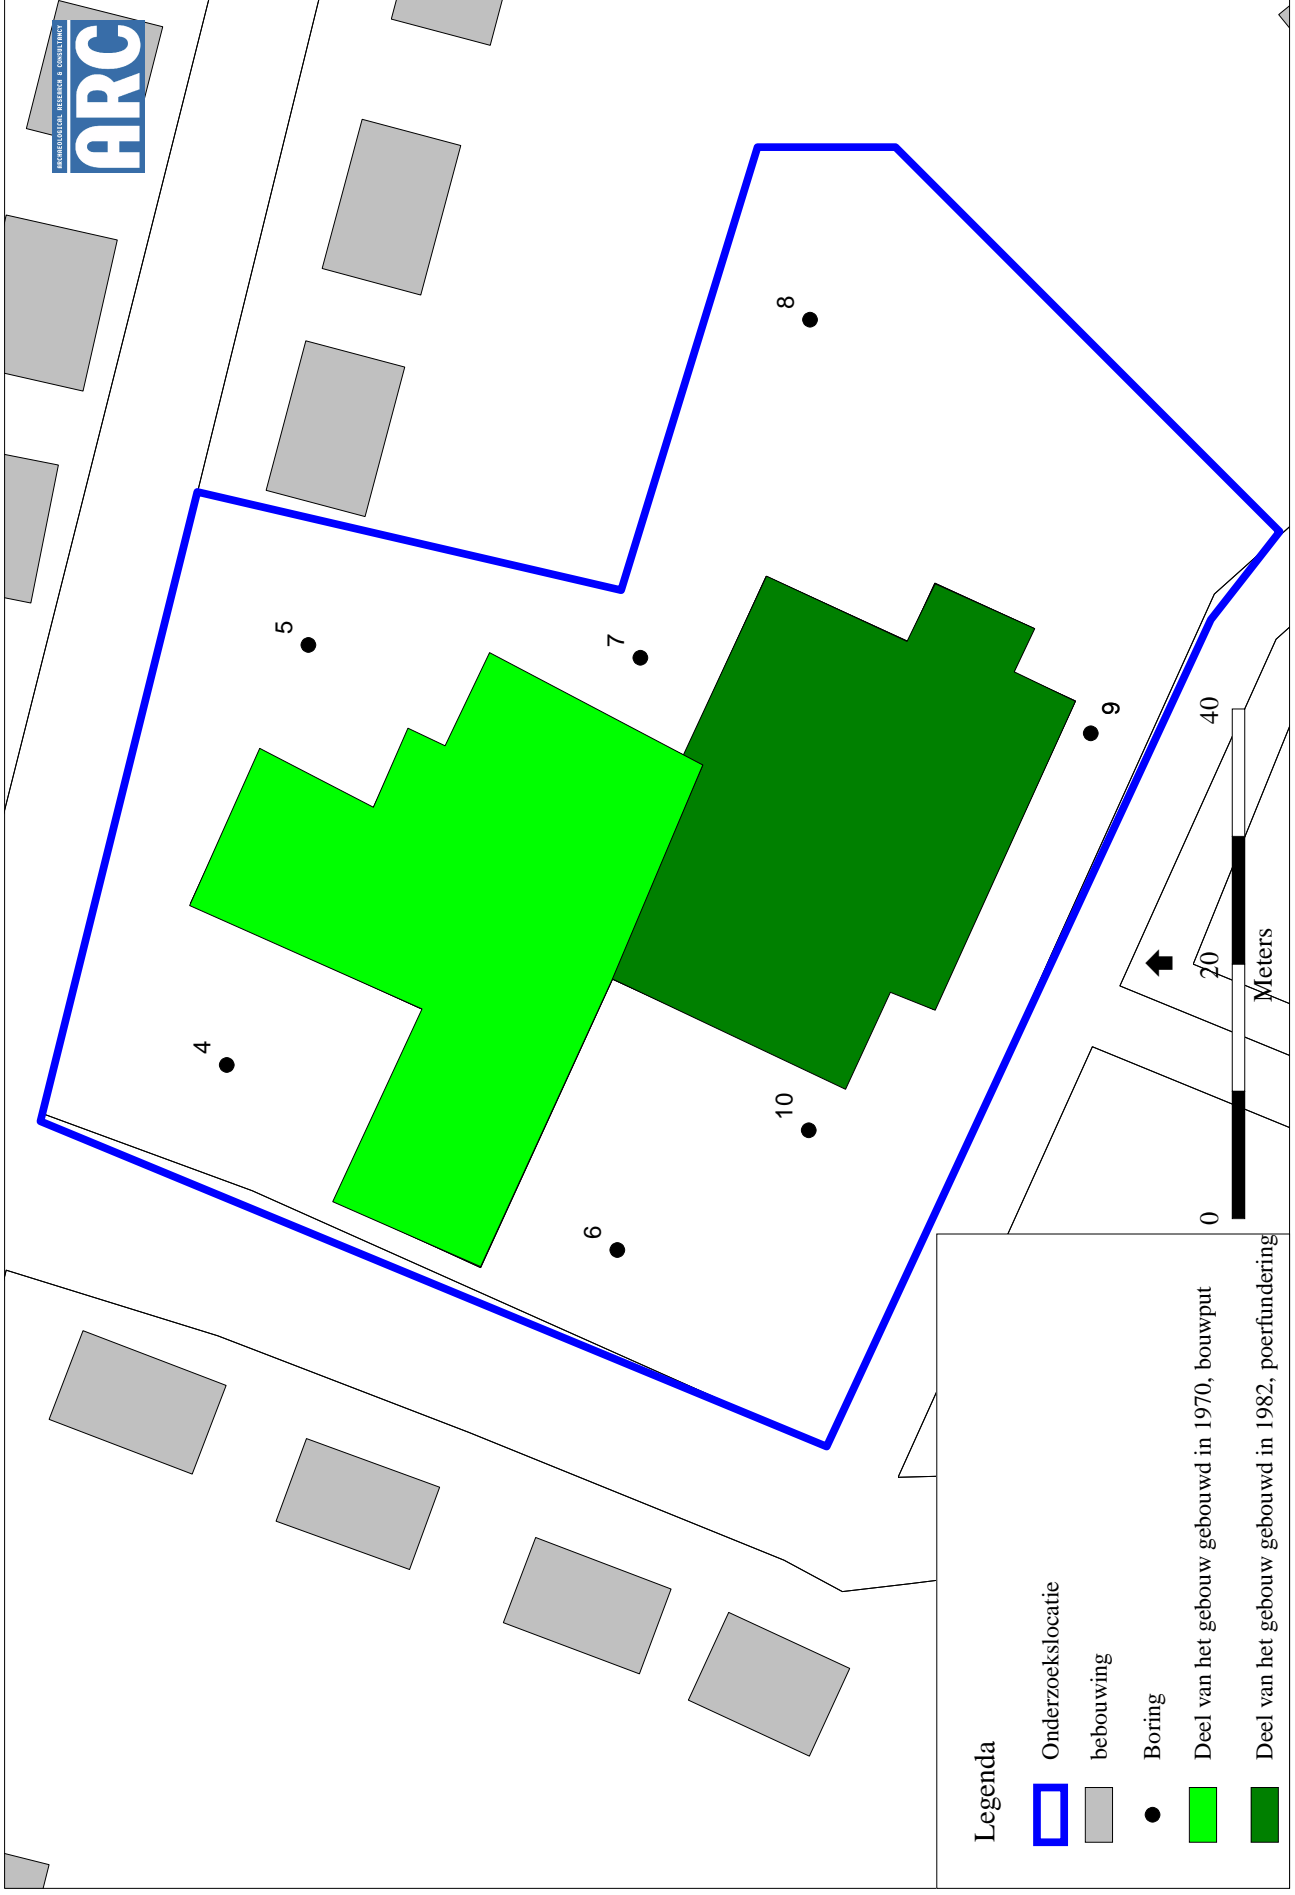 ARCHAEOLOGICAL RESEARCH & CONSULTANCY
ARC
4
5
6
7
8
9
10
Legenda
Onderzoekslocatie
bebouwing
Boring
Deel van het gebouw gebouwd in 1970, bouwput
Deel van het gebouw gebouwd in 1982, poerfundering
0 20 40
Meters